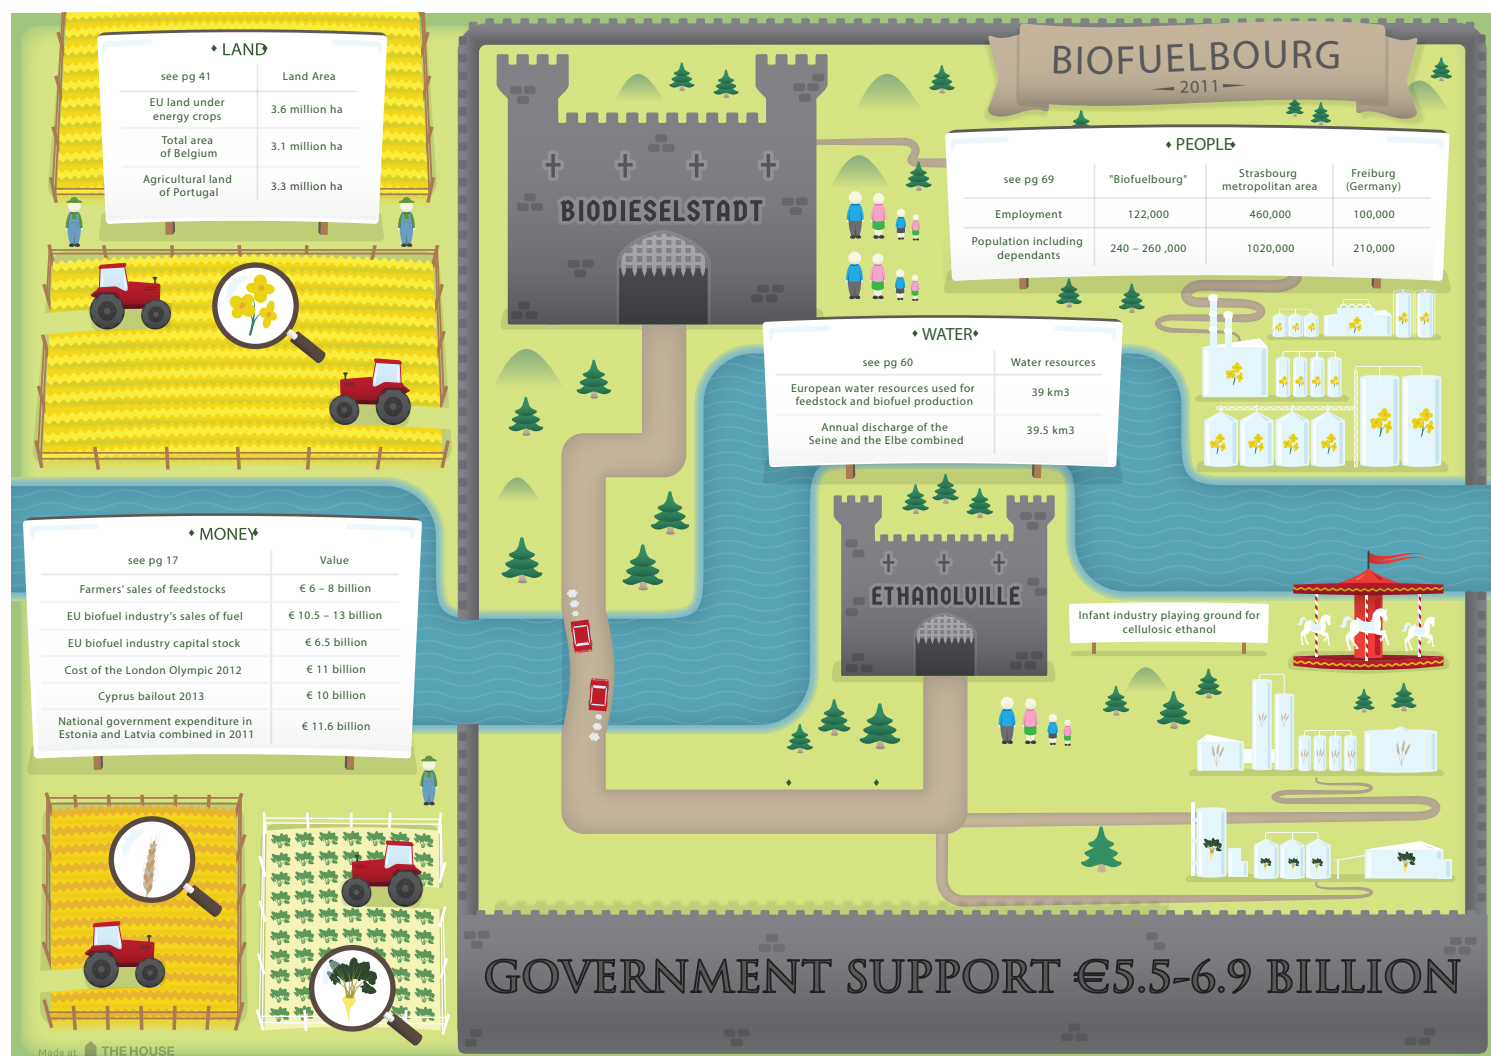 BIOFUELBOURG
2011
LAND
see pg 41 Land Area
EU land under
energy crops
3.6 million ha
Total area
of Belgium
3.1 million ha
Agricultural land
of Portugal
3.3 million ha
BIODIESELSTADT
PEOPLE
see pg 69 "Biofuelbourg" Strasbourg
metropolitan area
Freiburg
(Germany)
Employment 122,000 460,000 100,000
Population including
dependants
240 – 260 ,000 1020,000 210,000
WATER
see pg 60 Water resources
European water resources used for
feedstock and biofuel production
39 km3
Annual discharge of the
Seine and the Elbe combined
39.5 km3
MONEY
see pg 17 Value
Farmers' sales of feedstocks € 6 – 8 billion
EU biofuel industry's sales of fuel € 10.5 – 13 billion
EU biofuel industry capital stock € 6.5 billion
Cost of the London Olympic 2012 € 11 billion
Cyprus bailout 2013 € 10 billion
National government expenditure in
Estonia and Latvia combined in 2011
€ 11.6 billion
ETHANOLVILLE
Infant industry playing ground for
cellulosic ethanol
GOVERNMENT SUPPORT €5.5-6.9 BILLION
Made at THE HOUSE